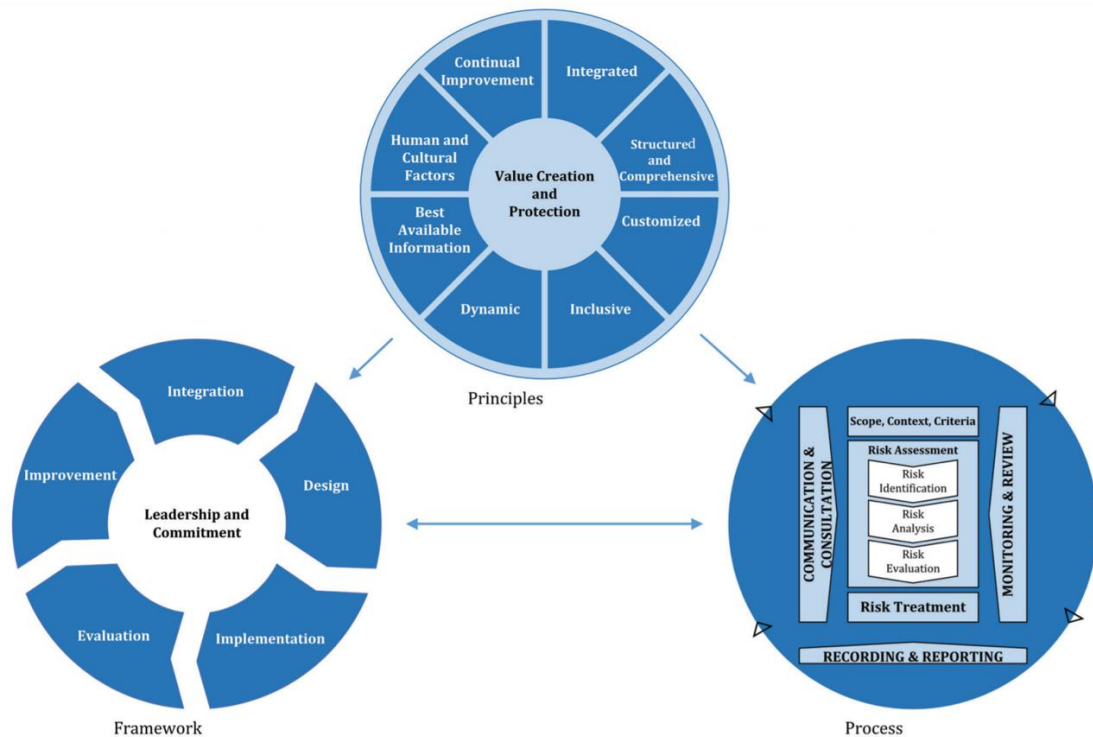 Continual
Improvement
Integrated
Human and
Cultural
Factors
Structured
and
Comprehensive
Value Creation
and
Protection
Best
Available
Information
Customized
Dynamic
Inclusive
Principles
Integration
Improvement
Design
Leadership and
Commitment
Evaluation
Implementation
Framework
Scope, Context, Criteria
Risk Assessment
Risk
Identification
Risk
Analysis
Risk
Evaluation
Risk Treatment
COMMUNICATION &
CONSULTATION
MONITORING & REVIEW
RECORDING & REPORTING
Process